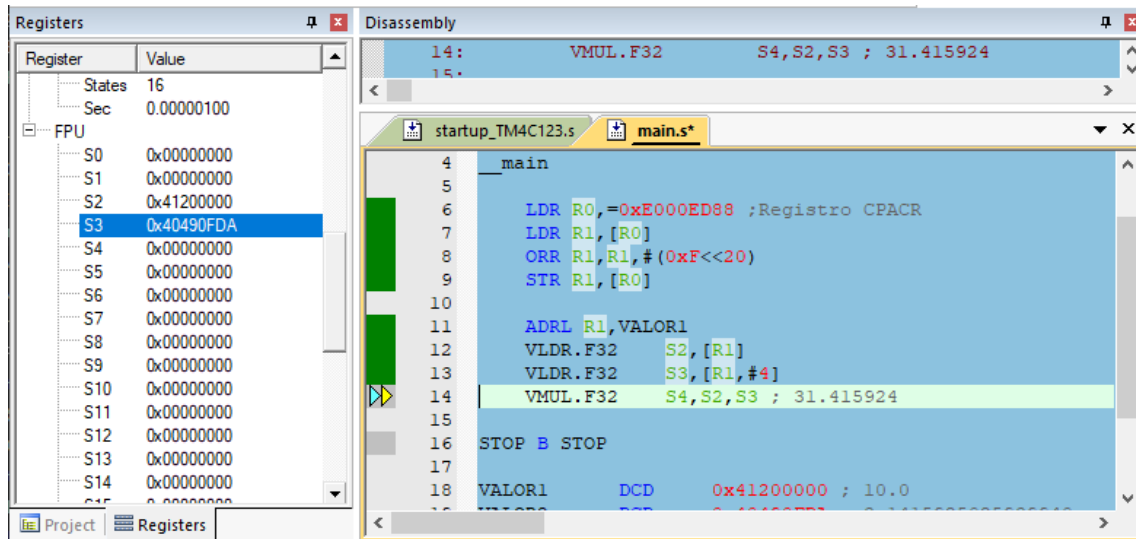 Registers
Register Value
States 16
Sec 0.00000100
FPU
S0 0x00000000
S1 0x00000000
S2 0x41200000
S3 0x40490FDA
S4 0x00000000
S5 0x00000000
S6 0x00000000
S7 0x00000000
S8 0x00000000
S9 0x00000000
S10 0x00000000
S11 0x00000000
S12 0x00000000
S13 0x00000000
S14 0x00000000
Project Registers
Disassembly
14: VMUL.F32 S4,S2,S3 ; 31.415924
15:
startup_TM4C123.s main.s*
4 __main
5
6 LDR R0,=0xE000ED88 ;Registro CPACR
7 LDR R1,[R0]
8 ORR R1,R1,#(0xF<<20)
9 STR R1,[R0]
10
11 ADRL R1,VALOR1
12 VLDR.F32 S2,[R1]
13 VLDR.F32 S3,[R1,#4]
14 VMUL.F32 S4,S2,S3 ; 31.415924
15
16 STOP B STOP
17
18 VALOR1 DCD 0x41200000 ; 10.0